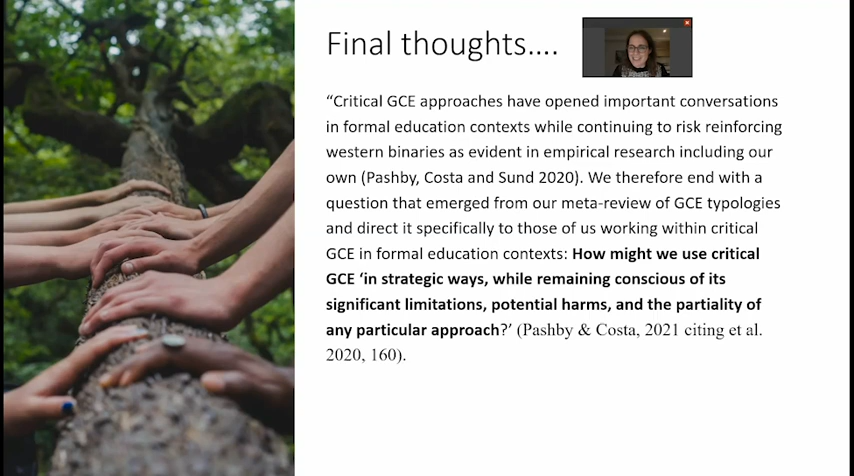 Final thoughts....
“Critical GCE approaches have opened important conversations
in formal education contexts while continuing to risk reinforcing
western binaries as evident in empirical research including our
own (Pashby, Costa and Sund 2020). We therefore end with a
question that emerged from our meta-review of GCE typologies
and direct it specifically to those of us working within critical
GCE in formal education contexts: How might we use critical
GCE ‘in strategic ways, while remaining conscious of its
significant limitations, potential harms, and the partiality of
any particular approach?’ (Pashby & Costa, 2021 citing et al.
2020, 160).